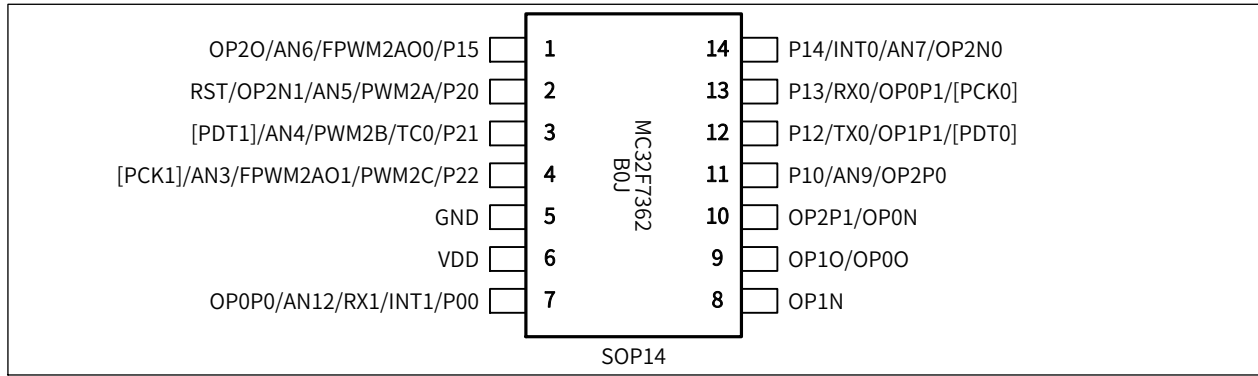 OP2O/AN6/FPWM2AO0/P15 1 14 P14/INT0/AN7/OP2N0
RST/OP2N1/AN5/PWM2A/P20 2 13 P13/RX0/OP0P1/[PCK0]
[PDT1]/AN4/PWM2B/TC0/P21 3 12 P12/TX0/OP1P1/[PDT0]
[PCK1]/AN3/FPWM2AO1/PWM2C/P22 4 11 P10/AN9/OP2P0
GND 5 10 OP2P1/OP0N
VDD 6 9 OP1O/OP0O
OP0P0/AN12/RX1/INT1/P00 7 8 OP1N
MC32F7362
B0J
SOP14